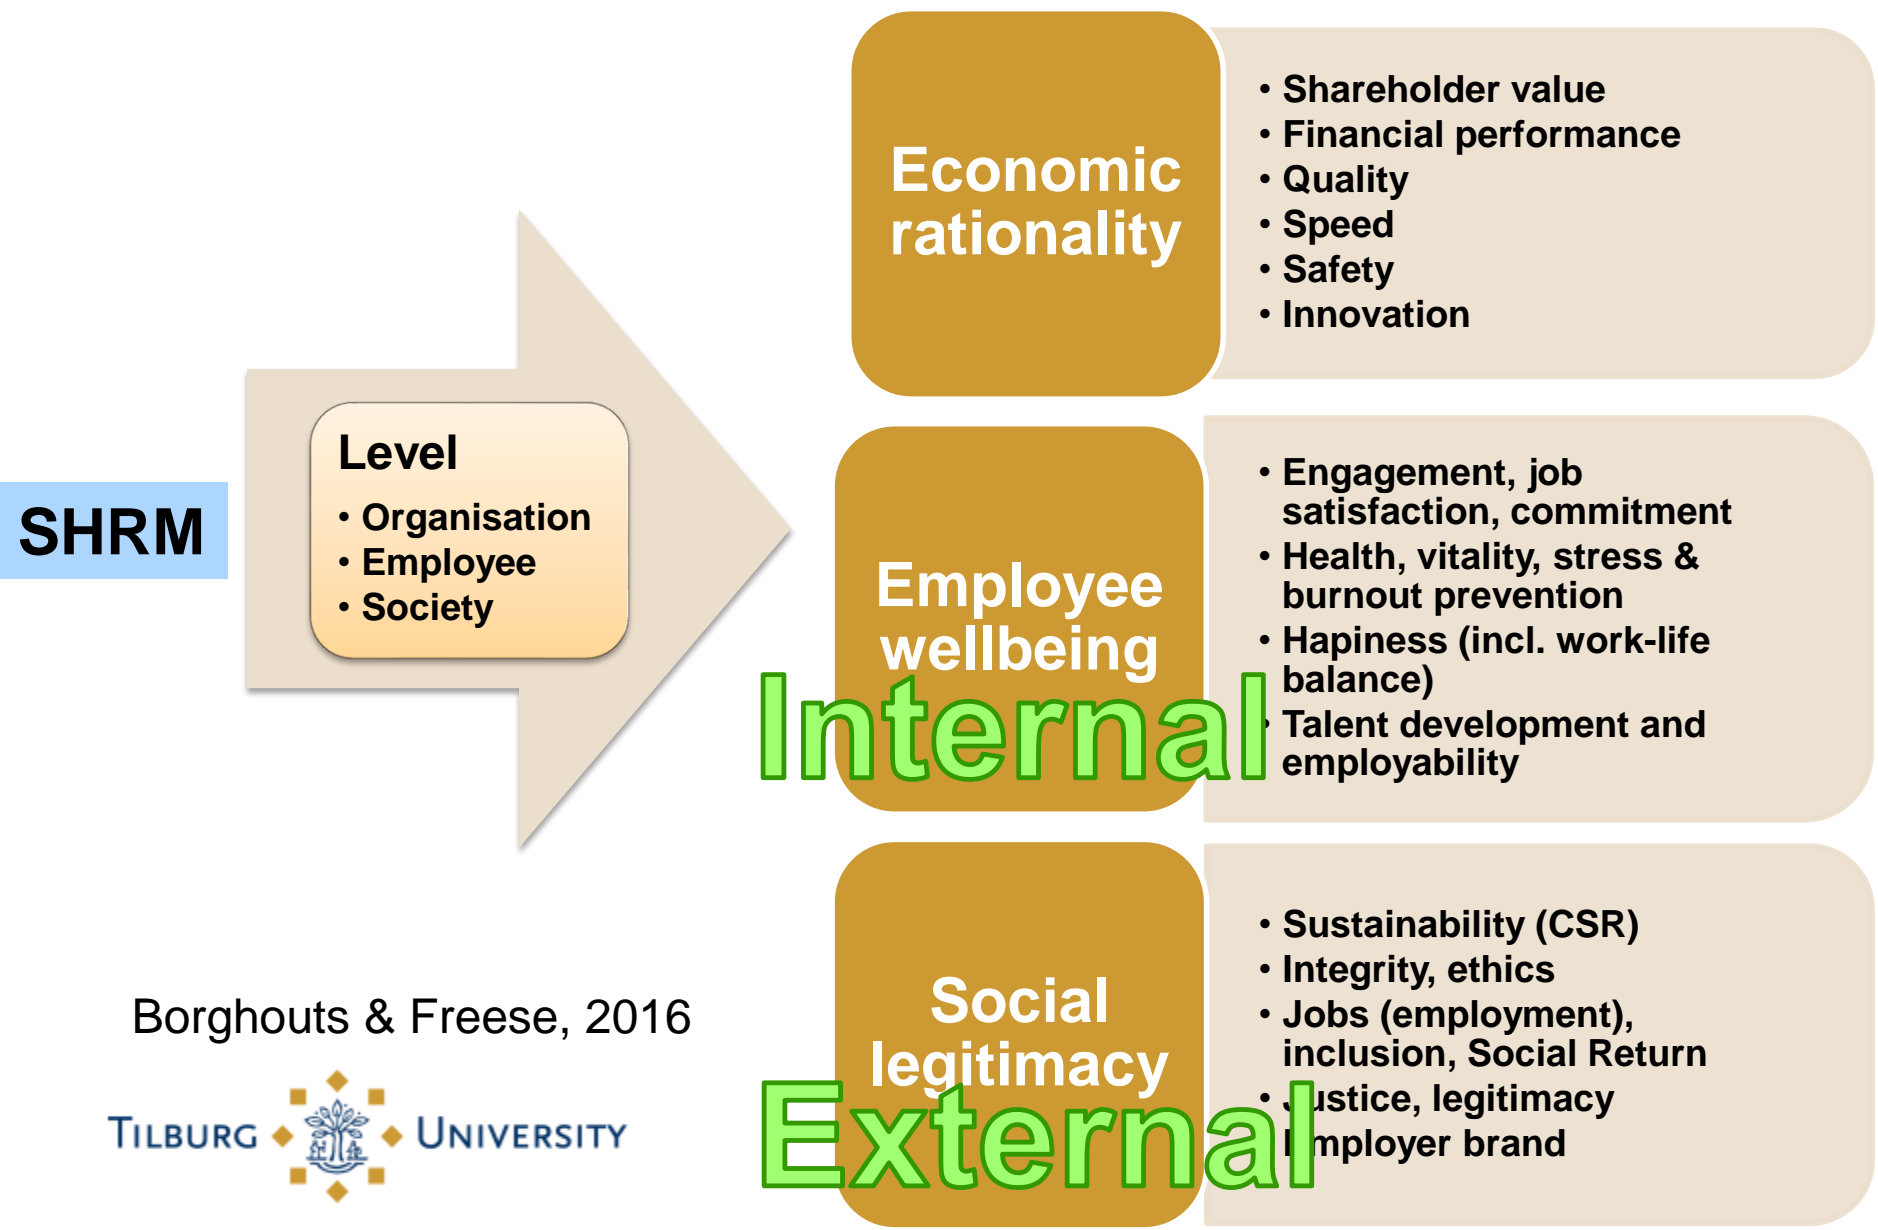 SHRM
Level
• Organisation
• Employee
• Society
Economic
rationality
• Shareholder value
• Financial performance
• Quality
• Speed
• Safety
• Innovation
Employee
wellbeing
• Engagement, job
satisfaction, commitment
• Health, vitality, stress &
burnout prevention
• Hapiness (incl. work-life
balance)
• Talent development and
employability
Internal
Social
legitimacy
• Sustainability (CSR)
• Integrity, ethics
• Jobs (employment),
inclusion, Social Return
• Justice, legitimacy
• Employer brand
External
Borghouts & Freese, 2016
TILBURG UNIVERSITY